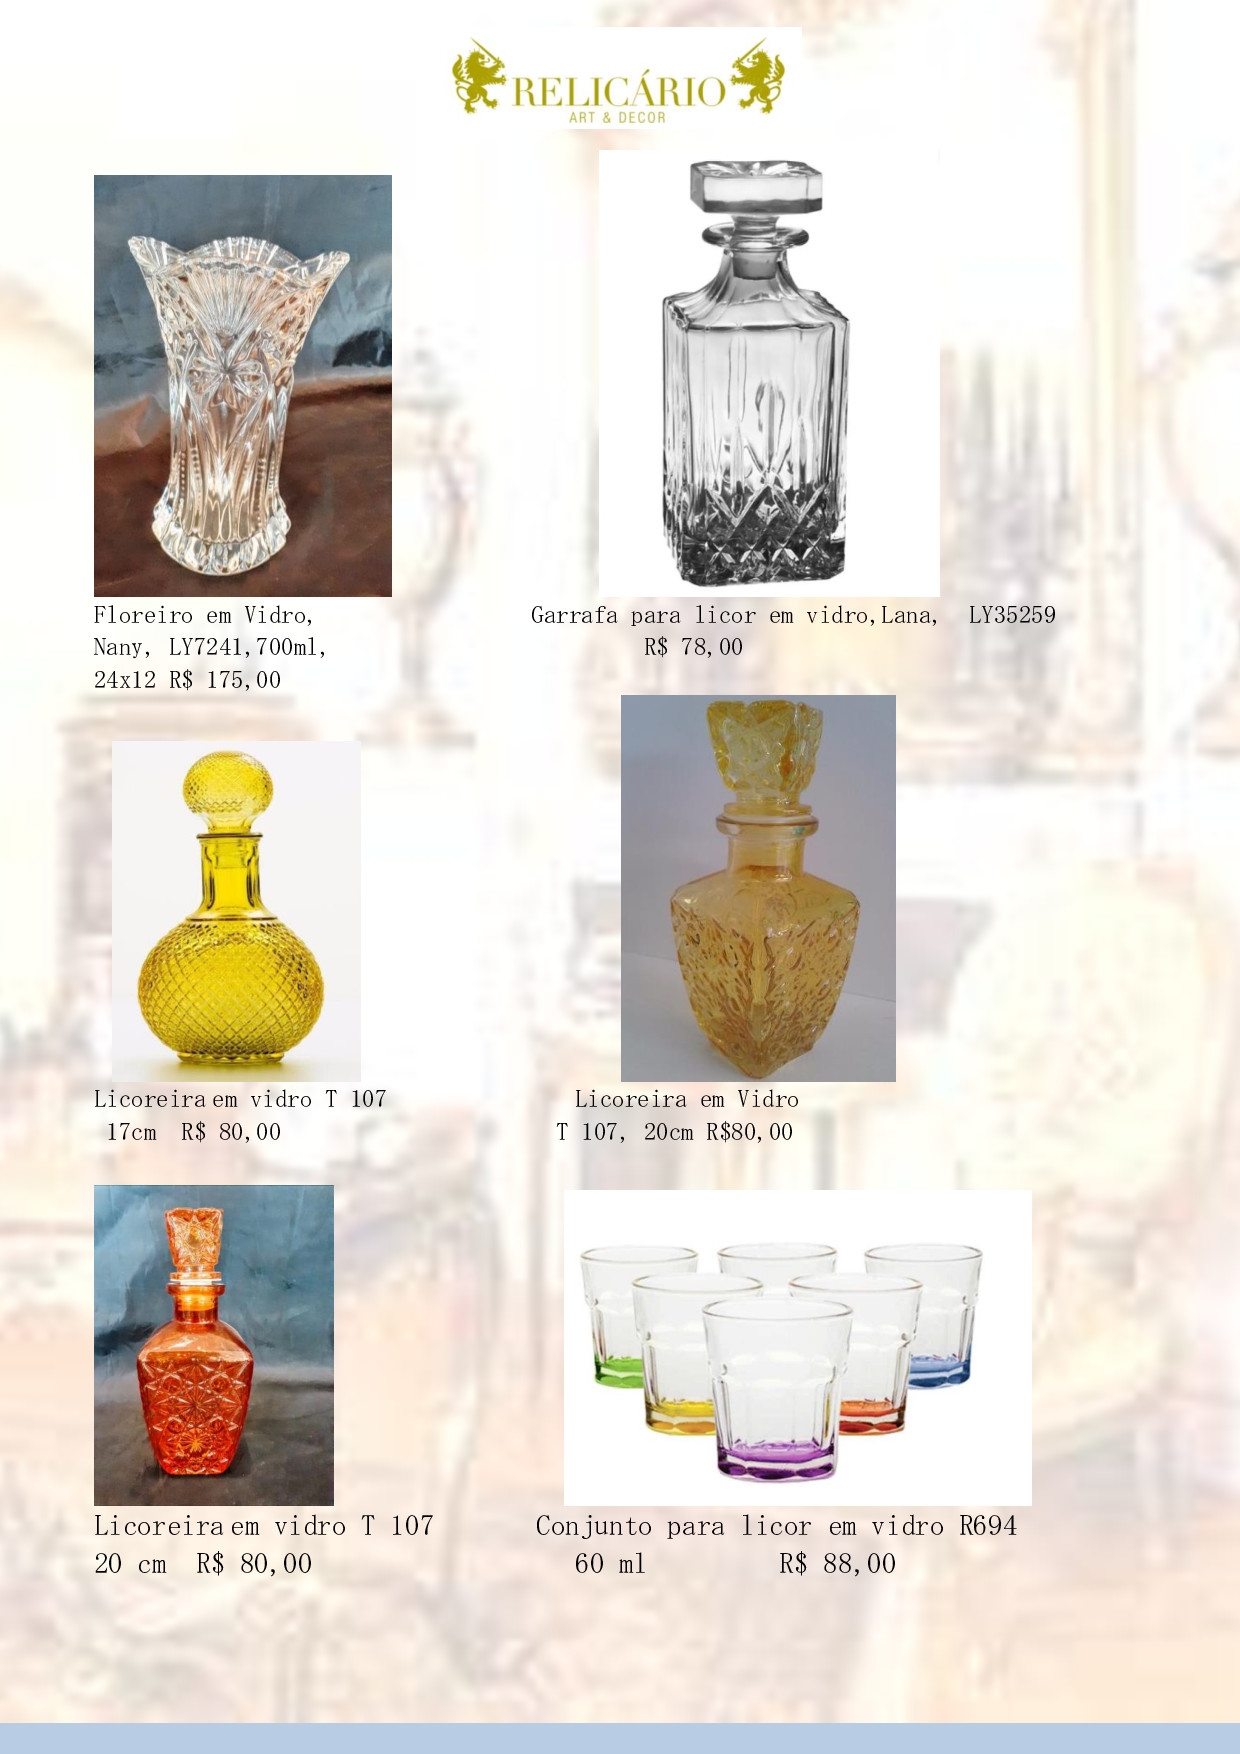 RELICÁRIO
ART & DECOR
Floreiro em Vidro,
Nany, LY7241,700ml,
24x12 R$ 175,00
Garrafa para licor em vidro,Lana, LY35259
R$ 78,00
Licoreira em vidro T 107
17cm R$ 80,00
Licoreira em Vidro
T 107, 20cm R$80,00
Licoreira em vidro T 107
20 cm R$ 80,00
Conjunto para licor em vidro R694
60 ml R$ 88,00